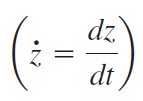 (ż = dz/dt)